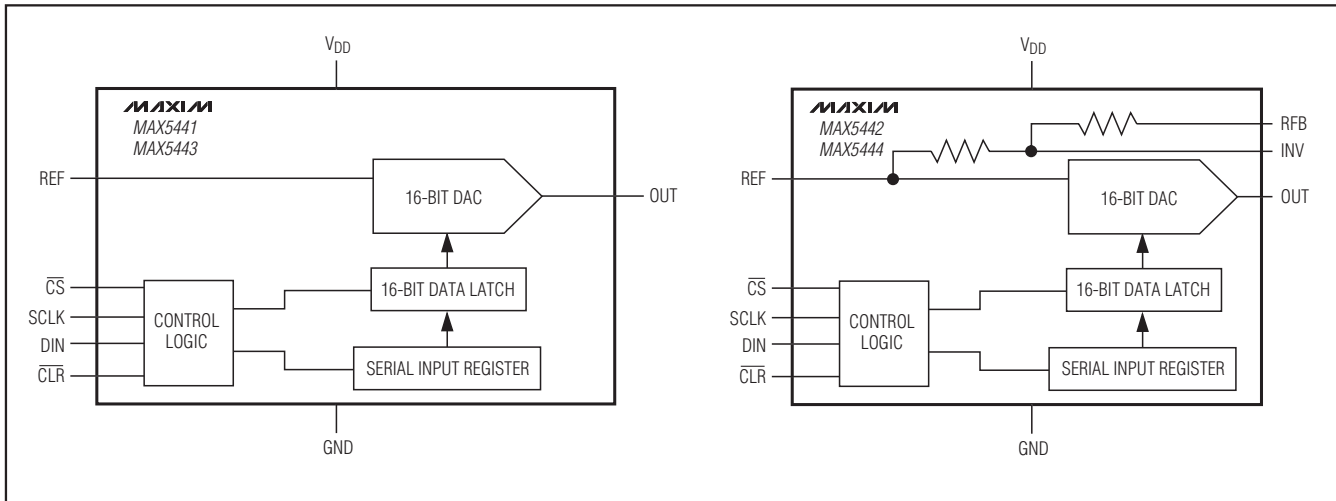 VDD
MAXIM
MAX5441
MAX5443
REF
16-BIT DAC
OUT
CS
16-BIT DATA LATCH
SCLK
CONTROL
LOGIC
DIN
SERIAL INPUT REGISTER
CLR
GND
VDD
MAXIM
MAX5442
MAX5444
RFB
INV
REF
16-BIT DAC
OUT
CS
16-BIT DATA LATCH
SCLK
CONTROL
LOGIC
DIN
SERIAL INPUT REGISTER
CLR
GND